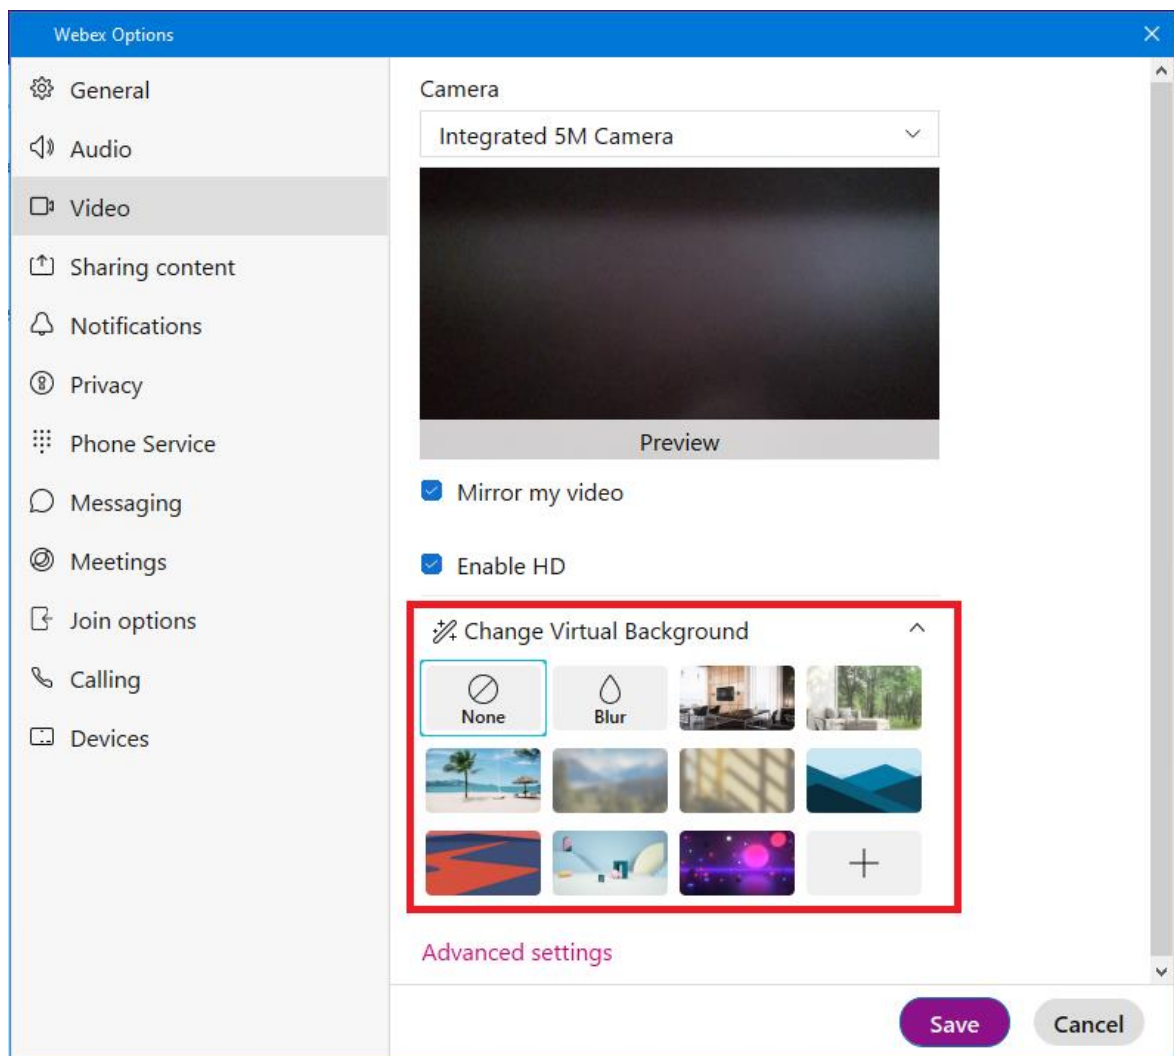 Webex Options
General
Audio
Video
Sharing content
Notifications
Privacy
Phone Service
Messaging
Meetings
Join options
Calling
Devices
Camera
Integrated 5M Camera
Preview
Mirror my video
Enable HD
Change Virtual Background
None
Blur
Advanced settings
Save
Cancel